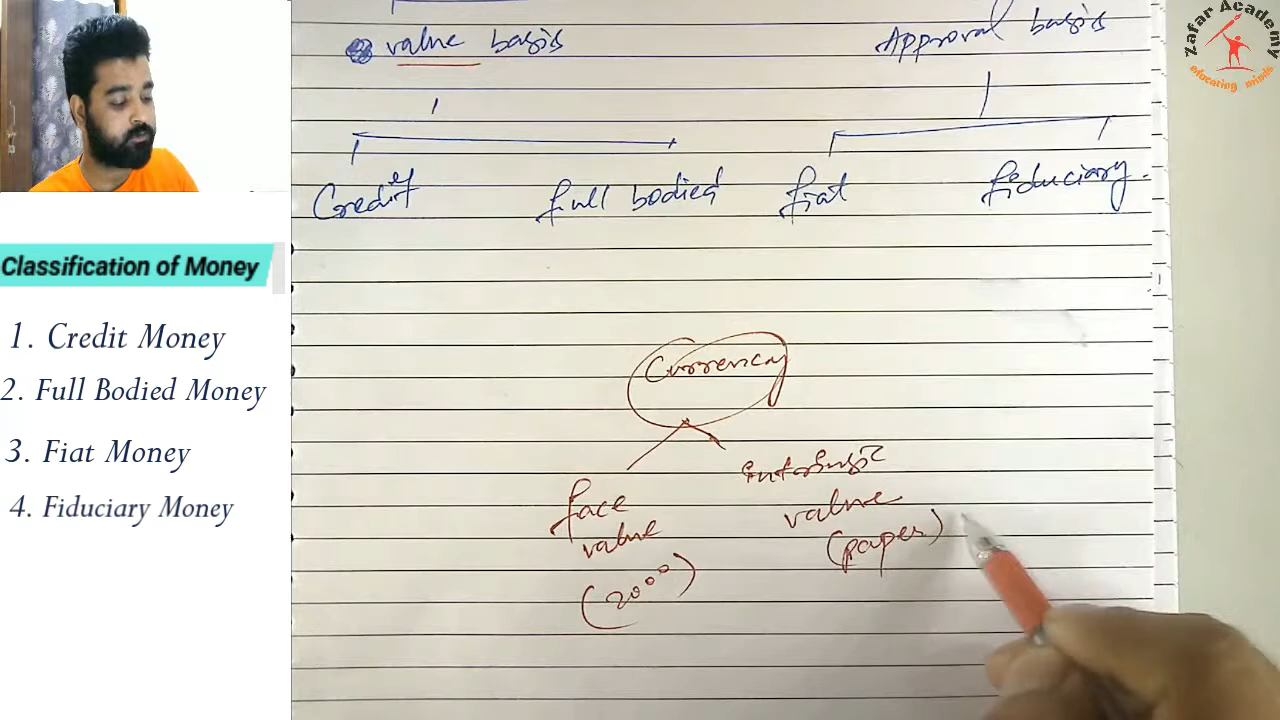 value basis
Approval basis
Credit
full bodied
fiat
fiduciary.
Currency
face
value
(2000)
value
(paper)
Classification of Money
1. Credit Money
2. Full Bodied Money
3. Fiat Money
4. Fiduciary Money
Zafar Academy
educating minds